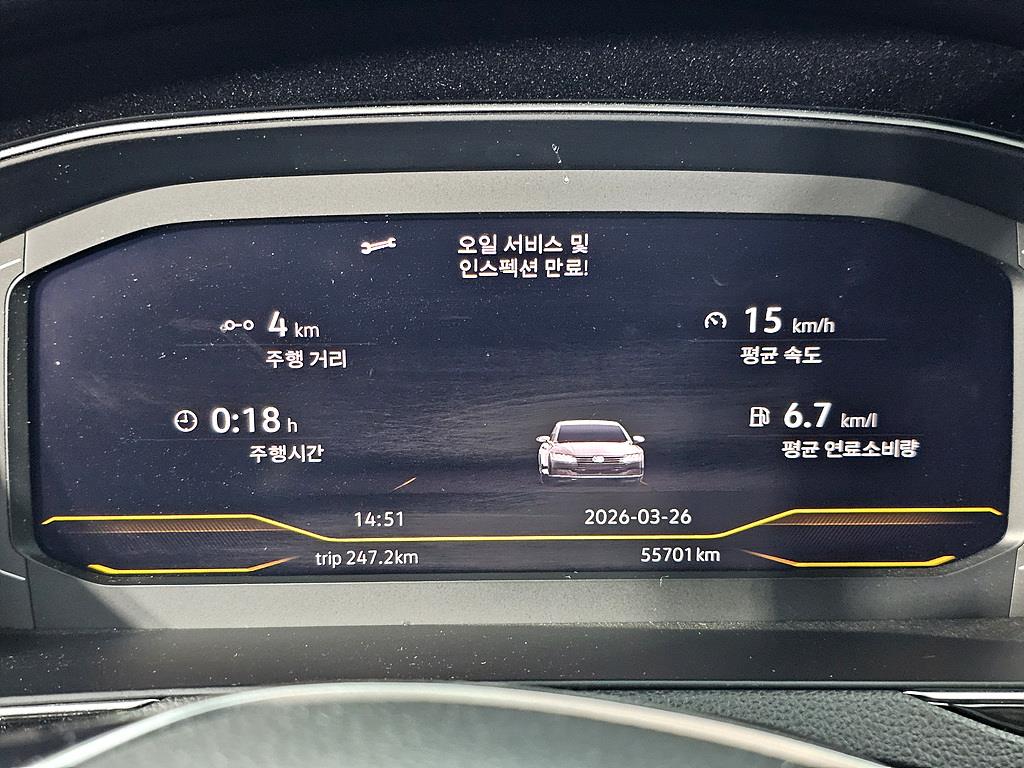 오일 서비스 및
인스펙션 만료!
4 km
주행 거리
15 km/h
평균 속도
0:18 h
주행시간
6.7 km/l
평균 연료소비량
14:51
2026-03-26
trip 247.2km
55701 km